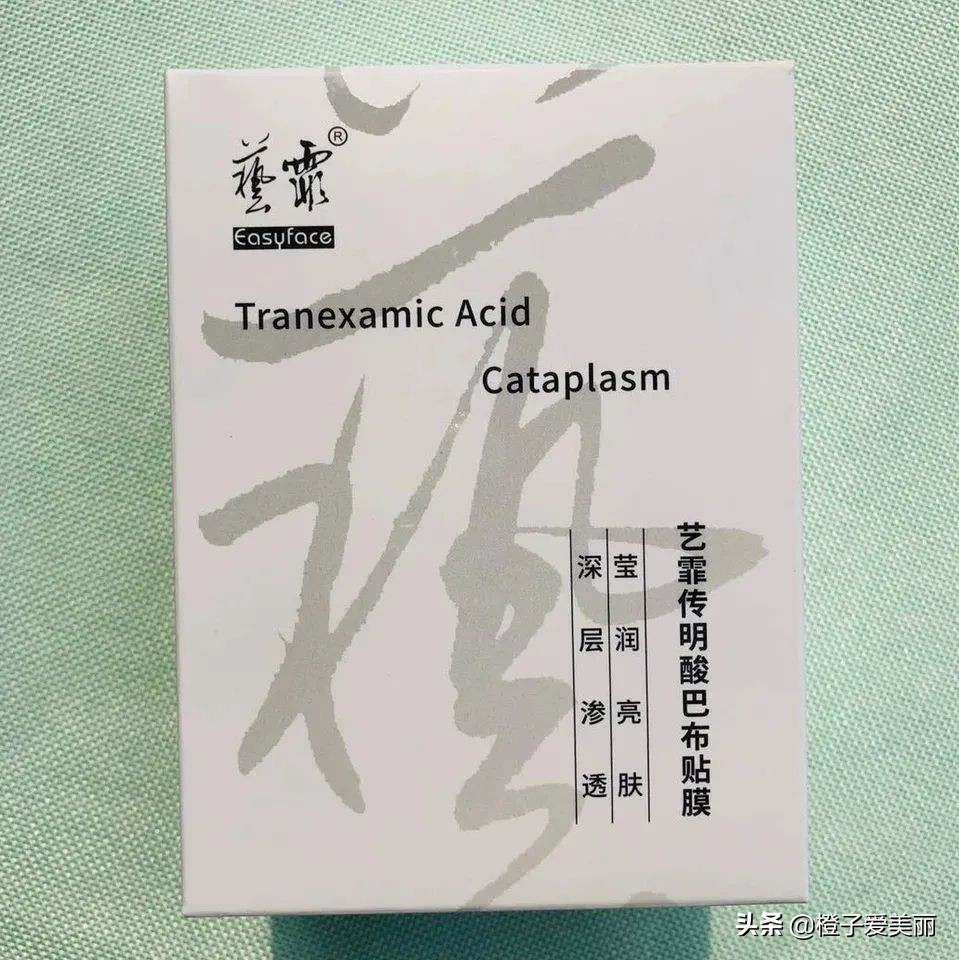 藝霏®
Easyface
Tranexamic Acid
Cataplasm
艺霏传明酸巴布贴膜
莹润亮肤
深层渗透
头条 @橙子爱美丽